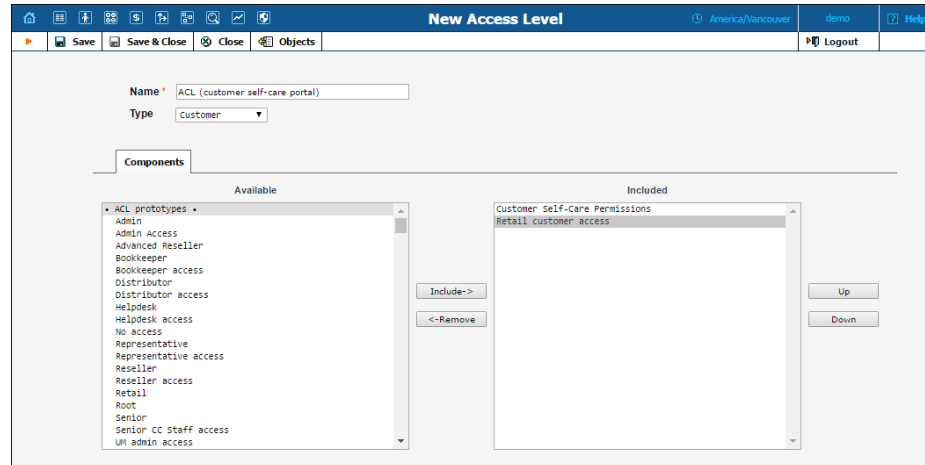 New Access Level
America/Vancouver
demo
[?] Help
Save
Save & Close
Close
Objects
Logout
Name * ACL (customer self-care portal)
Type Customer
Components
Available
Included
• ACL prototypes •
Admin
Admin Access
Advanced Reseller
Bookkeeper
Bookkeeper access
Distributor
Distributor access
Helpdesk
Helpdesk access
No access
Representative
Representative access
Reseller
Reseller access
Retail
Root
Senior
Senior CC Staff access
UM admin access
Include->
<-Remove
Customer Self-Care Permissions
Retail customer access
Up
Down